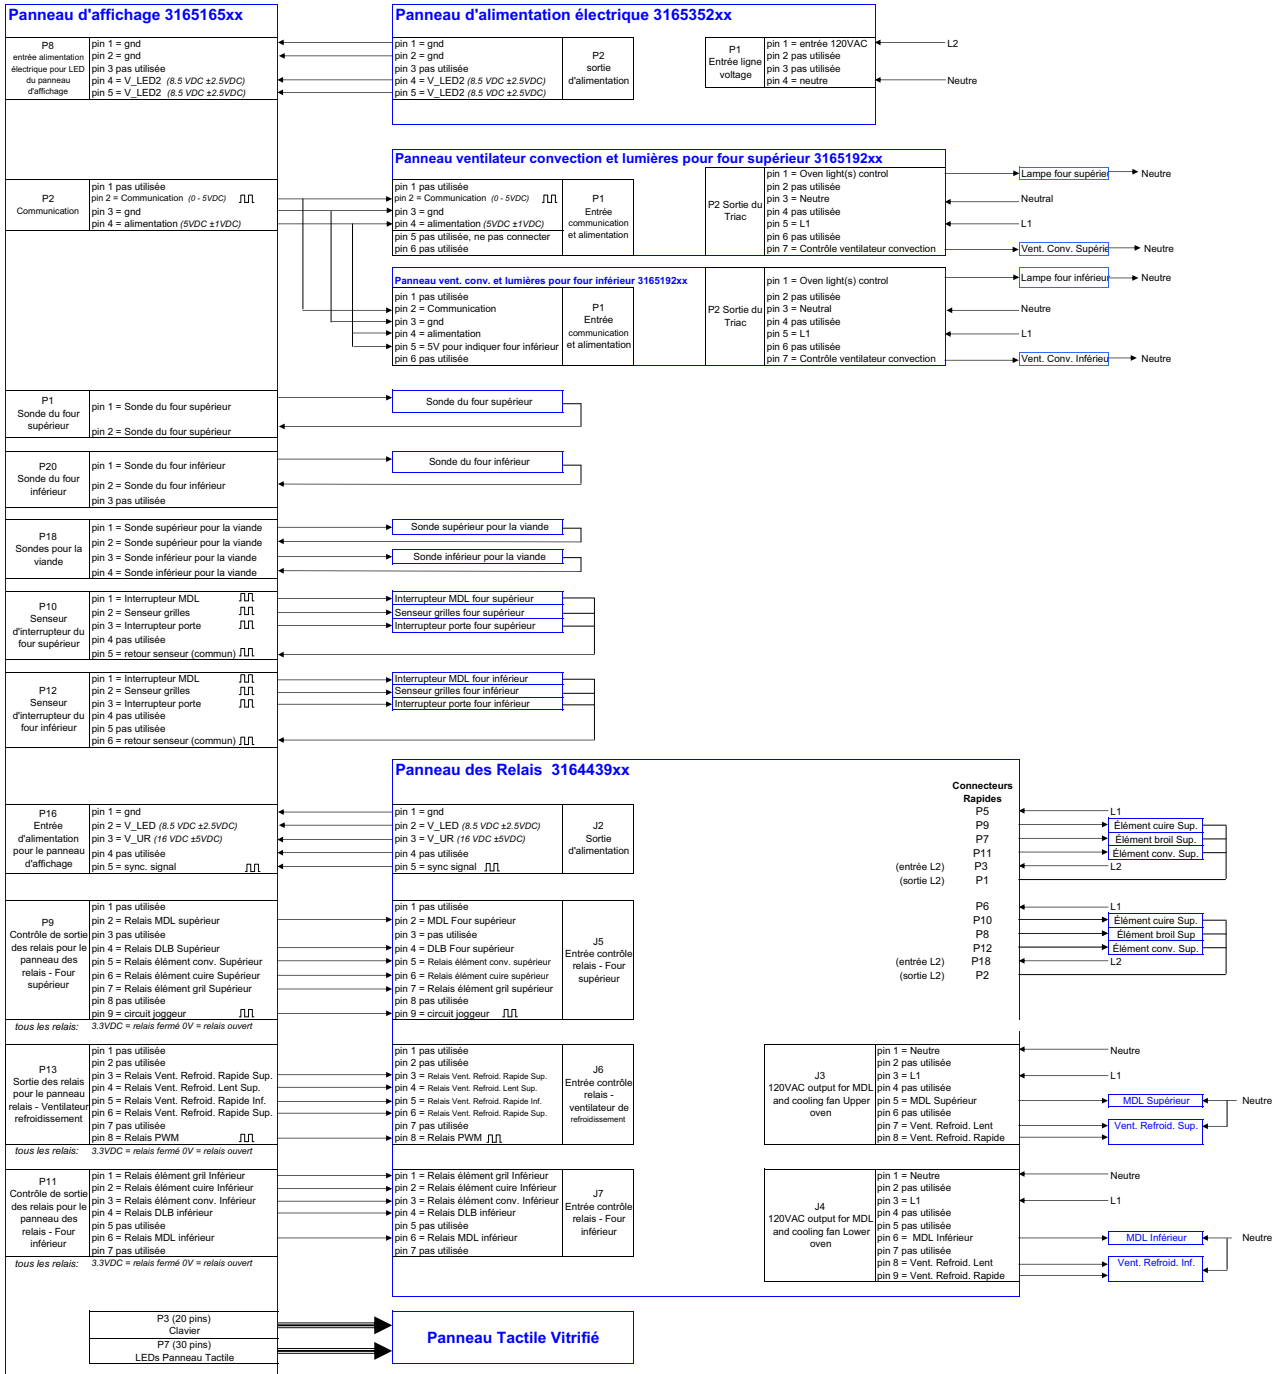 Panneau d'affichage 3165165xx
P8
entrée alimentation
électrique pour LED
du panneau
d'affichage
pin 1 = gnd
pin 2 = gnd
pin 3 pas utilisée
pin 4 = V_LED2 (8.5 VDC ±2.5VDC)
pin 5 = V_LED2 (8.5 VDC ±2.5VDC)
Panneau d'alimentation électrique 3165352xx
pin 1 = gnd
pin 2 = gnd
pin 3 pas utilisée
pin 4 = V_LED2 (8.5 VDC ±2.5VDC)
pin 5 = V_LED2 (8.5 VDC ±2.5VDC)
P2
sortie
d'alimentation
P1
Entrée ligne
voltage
pin 1 = entrée 120VAC
pin 2 pas utilisée
pin 3 pas utilisée
pin 4 = neutre
L2
Neutre
P2
Communication
pin 1 pas utilisée
pin 2 = Communication (0 - 5VDC)
pin 3 = gnd
pin 4 = alimentation (5VDC ±1VDC)
Panneau ventilateur convection et lumières pour four supérieur 3165192xx
pin 1 pas utilisée
pin 2 = Communication (0 - 5VDC)
pin 3 = gnd
pin 4 = alimentation (5VDC ±1VDC)
pin 5 pas utilisée, ne pas connecter
pin 6 pas utilisée
P1
Entrée
communication
et alimentation
P2 Sortie du
Triac
pin 1 = Oven light(s) control
pin 2 pas utilisée
pin 3 = Neutre
pin 4 pas utilisée
pin 5 = L1
pin 6 pas utilisée
pin 7 = Contrôle ventilateur convection
Lampe four supérie
Neutre
Neutral
L1
Vent. Conv. Supérie
Neutre
Panneau vent. conv. et lumières pour four inférieur 3165192xx
pin 1 pas utilisée
pin 2 = Communication
pin 3 = gnd
pin 4 = alimentation
pin 5 = 5V pour indiquer four inférieur
pin 6 pas utilisée
P1
Entrée
communication
et alimentation
P2 Sortie du
Triac
pin 1 = Oven light(s) control
pin 2 pas utilisée
pin 3 = Neutral
pin 4 pas utilisée
pin 5 = L1
pin 6 pas utilisée
pin 7 = Contrôle ventilateur convection
Lampe four inférieur
Neutre
Neutre
L1
Vent. Conv. Inférieu
Neutre
P1
Sonde du four
supérieur
pin 1 = Sonde du four supérieur
pin 2 = Sonde du four supérieur
Sonde du four supérieur
P20
Sonde du four
inférieur
pin 1 = Sonde du four inférieur
pin 2 = Sonde du four inférieur
pin 3 pas utilisée
Sonde du four inférieur
P18
Sondes pour la
viande
pin 1 = Sonde supérieur pour la viande
pin 2 = Sonde supérieur pour la viande
pin 3 = Sonde inférieur pour la viande
pin 4 = Sonde inférieur pour la viande
Sonde supérieur pour la viande
Sonde inférieur pour la viande
P10
Senseur
d'interrupteur du
four supérieur
pin 1 = Interrupteur MDL
pin 2 = Senseur grilles
pin 3 = Interrupteur porte
pin 4 pas utilisée
pin 5 = retour senseur (commun)
Interrupteur MDL four supérieur
Senseur grilles four supérieur
Interrupteur porte four supérieur
P12
Senseur
d'interrupteur du
four inférieur
pin 1 = Interrupteur MDL
pin 2 = Senseur grilles
pin 3 = Interrupteur porte
pin 4 pas utilisée
pin 5 pas utilisée
pin 6 = retour senseur (commun)
Interrupteur MDL four inférieur
Senseur grilles four inférieur
Interrupteur porte four inférieur
Panneau des Relais 3164439xx
P16
Entrée
d'alimentation
pour le panneau
d'affichage
pin 1 = gnd
pin 2 = V_LED (8.5 VDC ±2.5VDC)
pin 3 = V_UR (16 VDC ±5VDC)
pin 4 pas utilisée
pin 5 = sync. signal
pin 1 = gnd
pin 2 = V_LED (8.5 VDC ±2.5VDC)
pin 3 = V_UR (16 VDC ±5VDC)
pin 4 pas utilisée
pin 5 = sync signal
J2
Sortie
d'alimentation
Connecteurs
Rapides
P5
P9
P7
P11
(entrée L2) P3
(sortie L2) P1
L1
Élément cuire Sup.
Élément broil Sup.
Élément conv. Sup.
L2
P6
P10
P8
P12
(entrée L2) P18
(sortie L2) P2
L1
Élément cuire Sup.
Élément broil Sup
Élément conv. Sup.
L2
P9
Contrôle de sortie
des relais pour le
panneau des
relais - Four
supérieur
pin 1 pas utilisée
pin 2 = Relais MDL supérieur
pin 3 pas utilisée
pin 4 = Relais DLB Supérieur
pin 5 = Relais élément conv. Supérieur
pin 6 = Relais élément cuire Supérieur
pin 7 = Relais élément gril Supérieur
pin 8 pas utilisée
pin 9 = circuit joggeur
tous les relais: 3.3VDC = relais fermé 0V = relais ouvert
pin 1 pas utilisée
pin 2 = MDL Four supérieur
pin 3 = pas utilisée
pin 4 = DLB Four supérieur
pin 5 = Relais élément conv. supérieur
pin 6 = Relais élément cuire supérieur
pin 7 = Relais élément gril supérieur
pin 8 pas utilisée
pin 9 = circuit joggeur
J5
Entrée contrôle
relais - Four
supérieur
P13
Sortie des relais
pour le panneau
relais - Ventilateur
refroidissement
pin 1 pas utilisée
pin 2 pas utilisée
pin 3 = Relais Vent. Refroid. Rapide Sup.
pin 4 = Relais Vent. Refroid. Lent Sup.
pin 5 = Relais Vent. Refroid. Rapide Inf.
pin 6 = Relais Vent. Refroid. Rapide Sup.
pin 7 pas utilisée
pin 8 = Relais PWM
tous les relais: 3.3VDC = relais fermé 0V = relais ouvert
pin 1 pas utilisée
pin 2 pas utilisée
pin 3 = Relais Vent. Refroid. Rapide Sup.
pin 4 = Relais Vent. Refroid. Lent Sup.
pin 5 = Relais Vent. Refroid. Rapide Inf.
pin 6 = Relais Vent. Refroid. Rapide Sup.
pin 7 pas utilisée
pin 8 = Relais PWM
J6
Entrée contrôle
relais -
ventilateur de
refroidissement
J3
120VAC output for MDL
and cooling fan Upper
oven
pin 1 = Neutre
pin 2 pas utilisée
pin 3 = L1
pin 4 pas utilisée
pin 5 = MDL Supérieur
pin 6 pas utilisée
pin 7 = Vent. Refroid. Lent
pin 8 = Vent. Refroid. Rapide
Neutre
L1
MDL Supérieur
Neutre
Vent. Refroid. Sup.
P11
Contrôle de sortie
des relais pour le
panneau des
relais - Four
inférieur
pin 1 = Relais élément gril Inférieur
pin 2 = Relais élément cuire Inférieur
pin 3 = Relais élément conv. Inférieur
pin 4 = Relais DLB inférieur
pin 5 pas utilisée
pin 6 = Relais MDL inférieur
pin 7 pas utilisée
tous les relais: 3.3VDC = relais fermé 0V = relais ouvert
pin 1 = Relais élément gril Inférieur
pin 2 = Relais élément cuire Inférieur
pin 3 = Relais élément conv. Inférieur
pin 4 = Relais DLB inférieur
pin 5 pas utilisée
pin 6 = Relais MDL inférieur
pin 7 pas utilisée
J7
Entrée contrôle
relais - Four
inférieur
J4
120VAC output for MDL
and cooling fan Lower
oven
pin 1 = Neutre
pin 2 pas utilisée
pin 3 = L1
pin 4 pas utilisée
pin 5 pas utilisée
pin 6 = MDL Inférieur
pin 7 pas utilisée
pin 8 = Vent. Refroid. Lent
pin 9 = Vent. Refroid. Rapide
Neutre
L1
MDL Inférieur
Neutre
Vent. Refroid. Inf.
P3 (20 pins)
Clavier
P7 (30 pins)
LEDs Panneau Tactile
Panneau Tactile Vitrifié